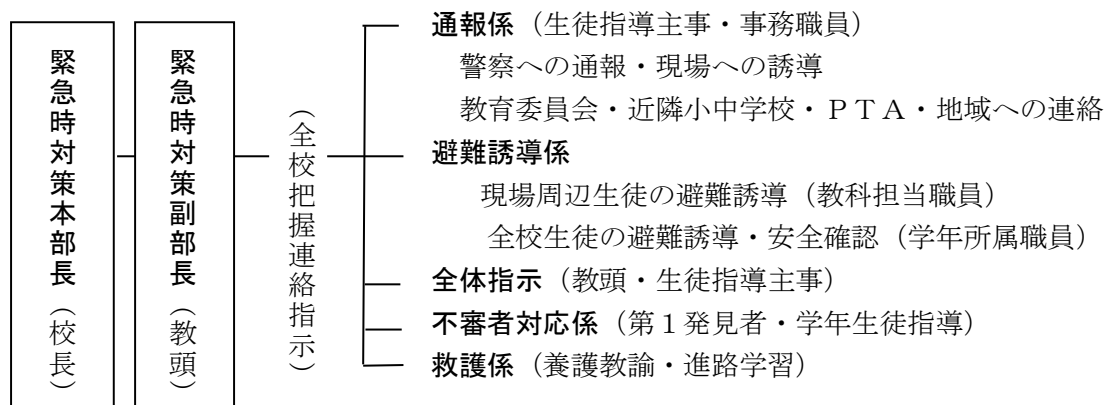 緊急時対策本部長（校長）
緊急時対策副部長（教頭）
（全校把握連絡指示）
通報係（生徒指導主事・事務職員）
警察への通報・現場への誘導
教育委員会・近隣小中学校・ＰＴＡ・地域への連絡
避難誘導係
現場周辺生徒の避難誘導（教科担当職員）
全校生徒の避難誘導・安全確認（学年所属職員）
全体指示（教頭・生徒指導主事）
不審者対応係（第１発見者・学年生徒指導）
救護係（養護教諭・進路学習）